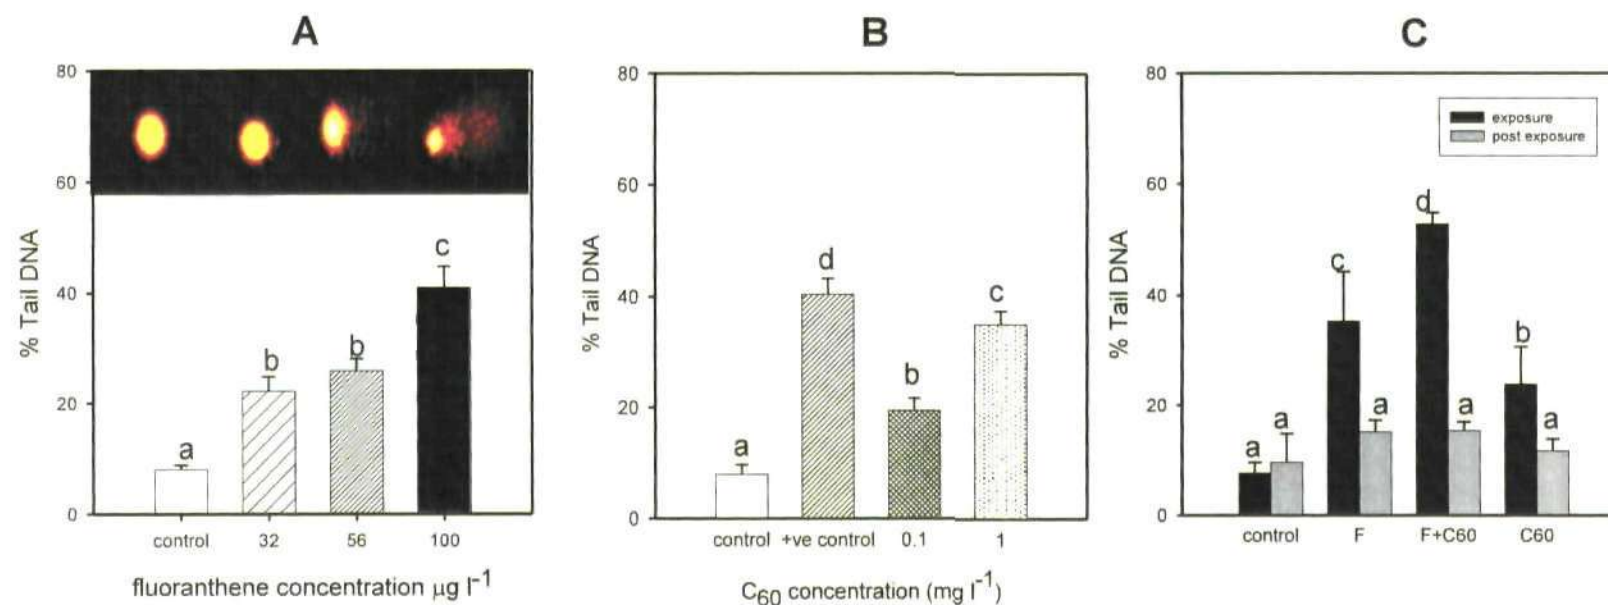 A
B
C
80
60
40
20
0
% Tail DNA
a
b
b
c
control
32
56
100
fluoranthene concentration µg l⁻¹
80
60
40
20
0
% Tail DNA
a
d
b
c
control
+ve control
0.1
1
C₆₀ concentration (mg l⁻¹)
80
60
40
20
0
% Tail DNA
exposure
post exposure
a
a
c
a
d
a
b
a
control
F
F+C60
C60